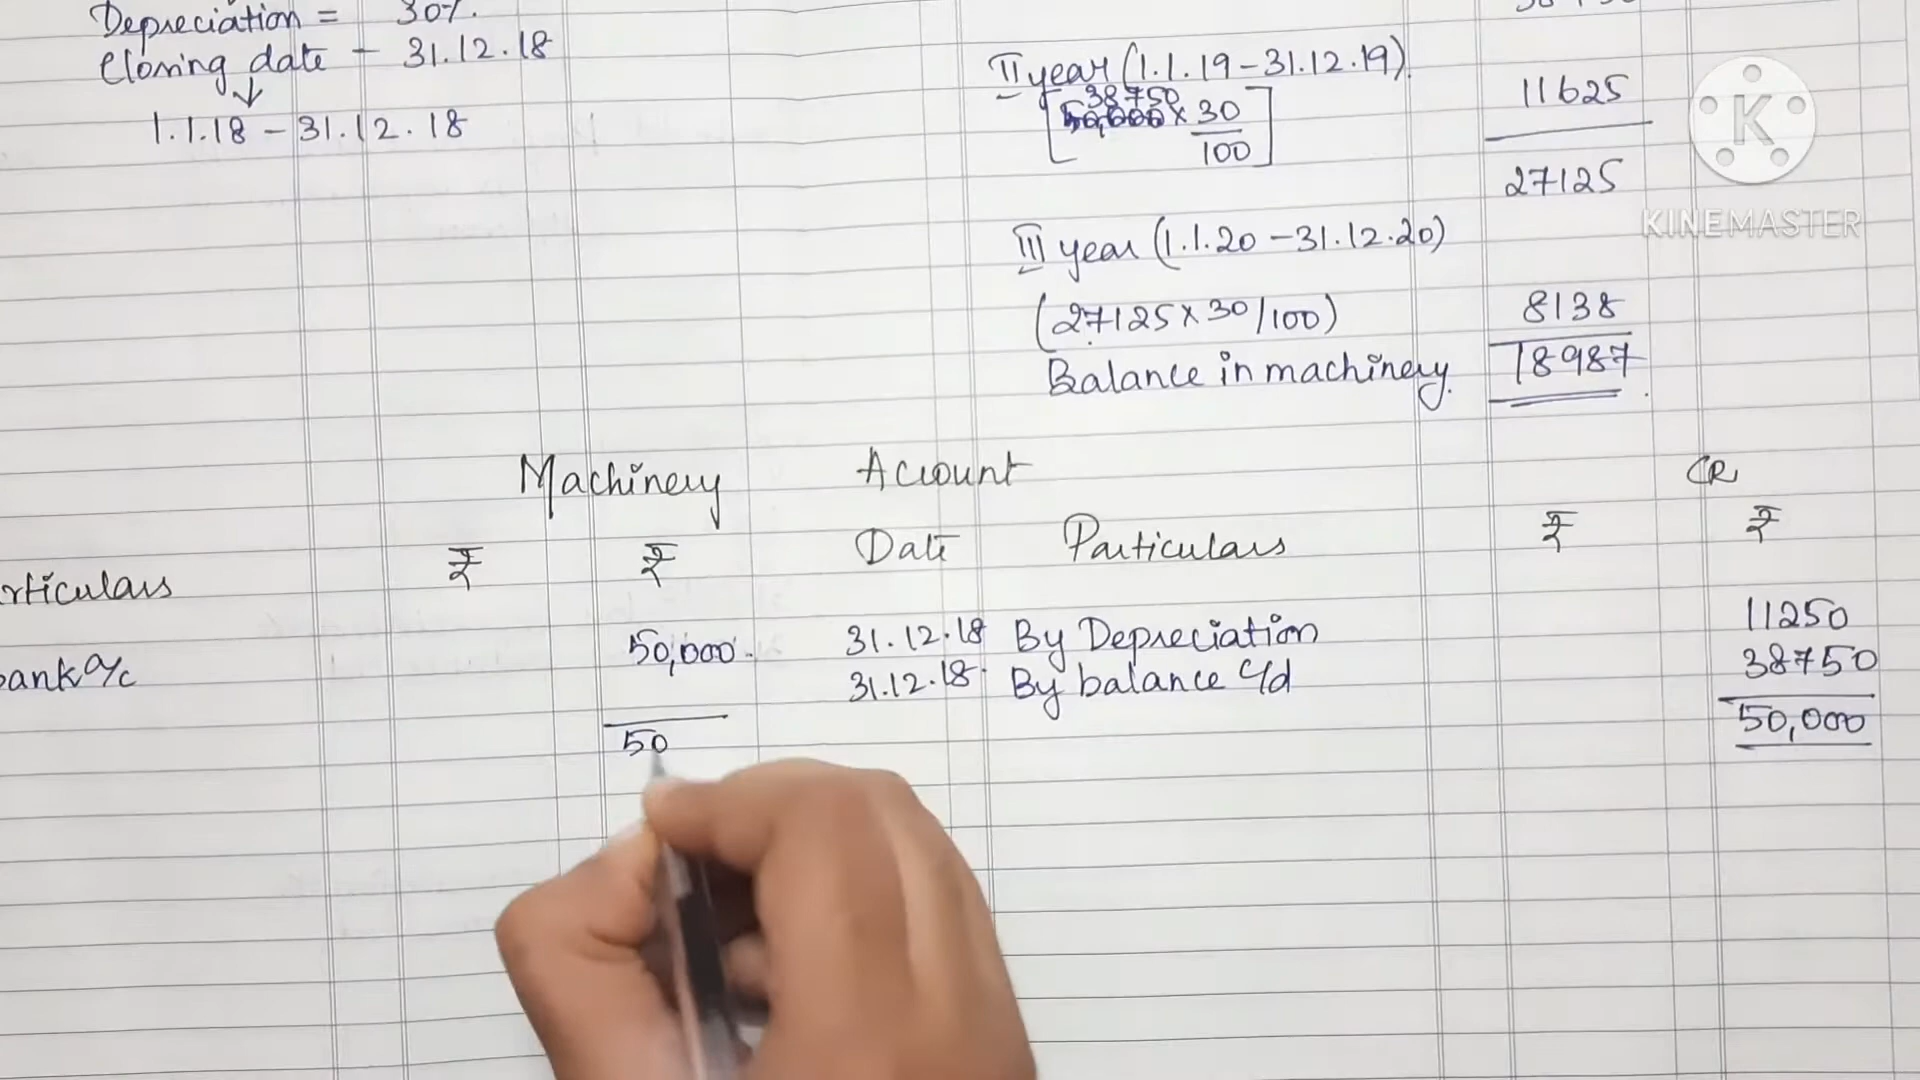 Depreciation = 30%.
Closing date - 31.12.18
1.1.18 - 31.12.18
II year (1.1.19 - 31.12.19)
38750
50,000 × 30
100
11625
27125
III year (1.1.20 - 31.12.20)
(27125 × 30/100)
8138
Balance in machinery.
18987
K
KINEMASTER
Machinery Account
CR
rticulars ₹ ₹ Date Particulars ₹ ₹
ank a/c 50,000. 31.12.18 By Depreciation 11250
31.12.18. By balance c/d 38750
50 50,000